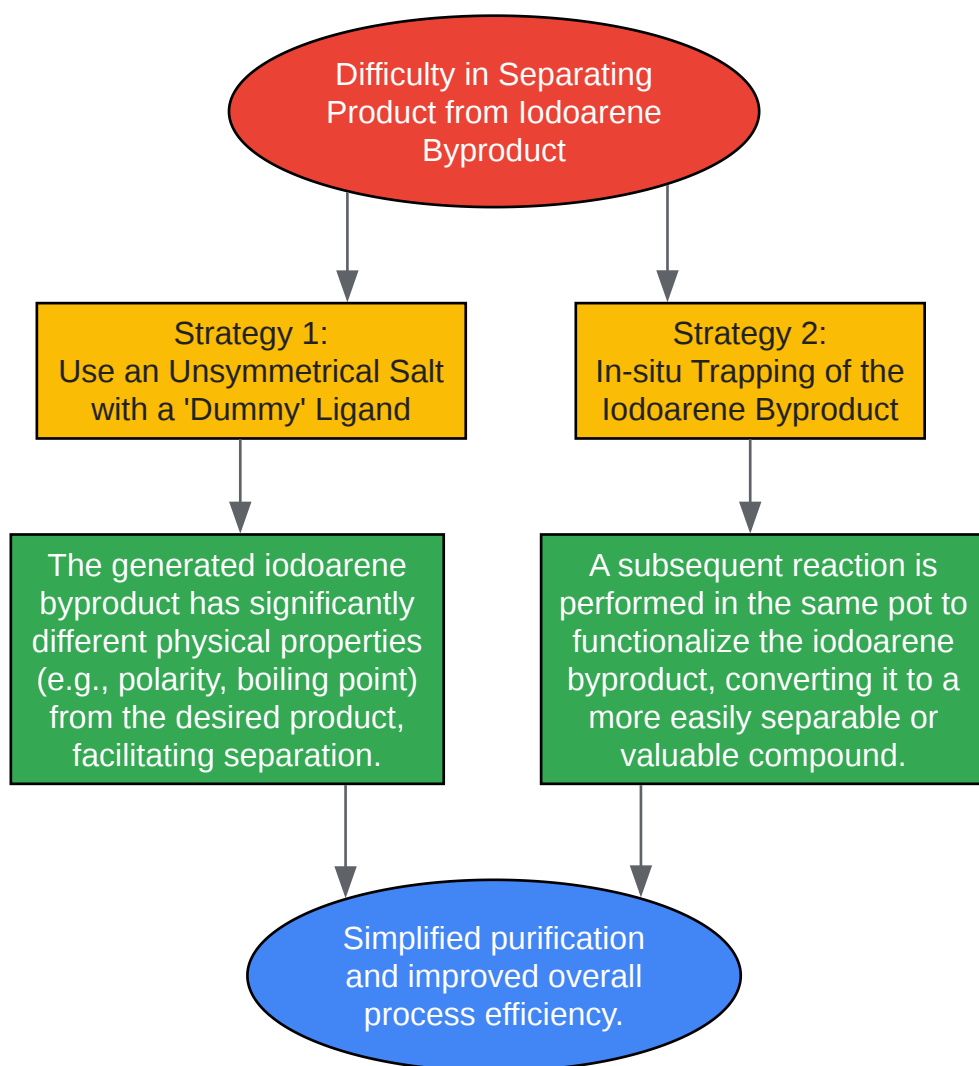 Difficulty in Separating
Product from Iodoarene
Byproduct
Strategy 1:
Use an Unsymmetrical Salt
with a 'Dummy' Ligand
Strategy 2:
In-situ Trapping of the
Iodoarene Byproduct
The generated iodoarene
byproduct has significantly
different physical properties
(e.g., polarity, boiling point)
from the desired product,
facilitating separation.
A subsequent reaction is
performed in the same pot to
functionalize the iodoarene
byproduct, converting it to a
more easily separable or
valuable compound.
Simplified purification
and improved overall
process efficiency.